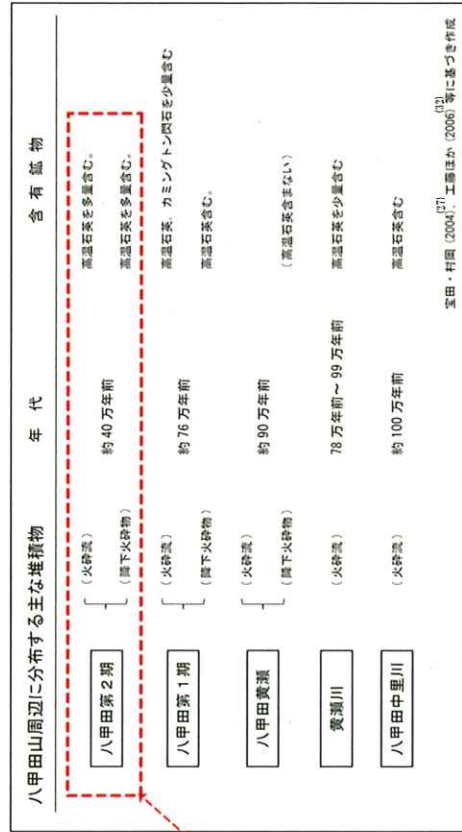 八甲田山周辺に分布する主な堆積物 年代 含有鉱物
八甲田第2期 (火砕流) 約40万年前 高温石英を多量含む。
(降下火砕物) 高温石英を多量含む。
八甲田第1期 (火砕流) 約76万年前 高温石英、カミングトン閃石を少量含む
(降下火砕物) 高温石英含む。
八甲田黄瀬 (火砕流) 約90万年前
(降下火砕物) (高温石英含まない)
黄瀬川 (火砕流) 78万年前~99万年前 高温石英を少量含む
八甲田中里川 (火砕流) 約100万年前 高温石英含む
宝田・村岡(2004)[27]、工藤ほか(2006)[32]等に基づき作成